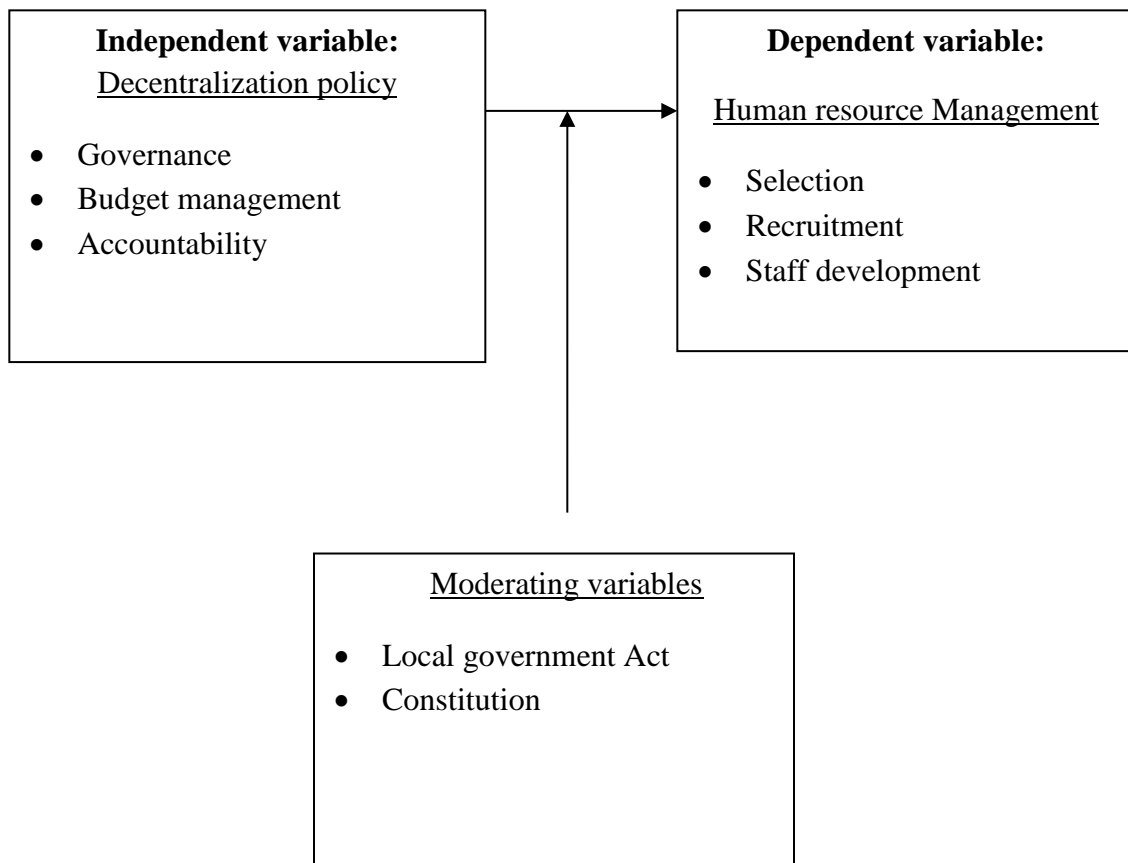 Independent variable:
Decentralization policy
• Governance
• Budget management
• Accountability
Dependent variable:
Human resource Management
• Selection
• Recruitment
• Staff development
Moderating variables
• Local government Act
• Constitution